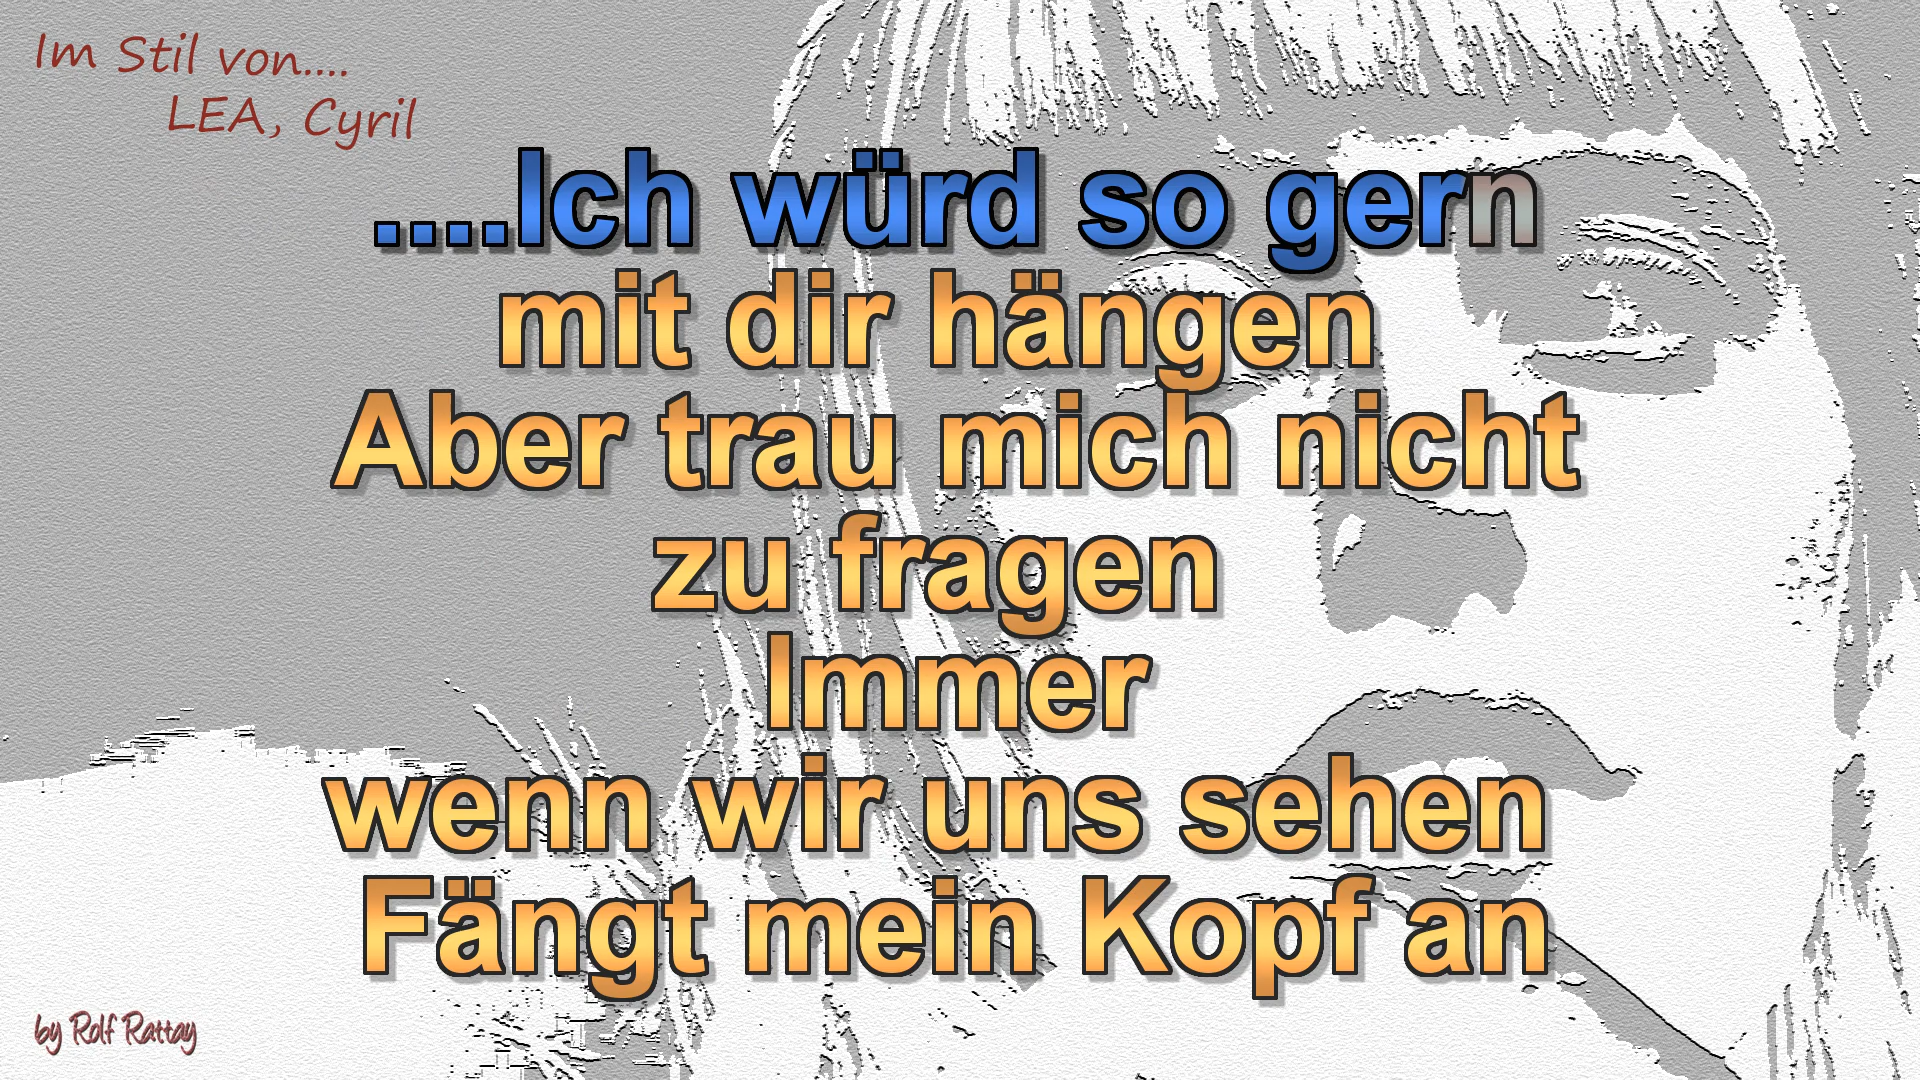 Im Stil von....
LEA, Cyril
....Ich würd so gern
mit dir hängen
Aber trau mich nicht
zu fragen
Immer
wenn wir uns sehen
Fängt mein Kopf an
by Rolf Rattay